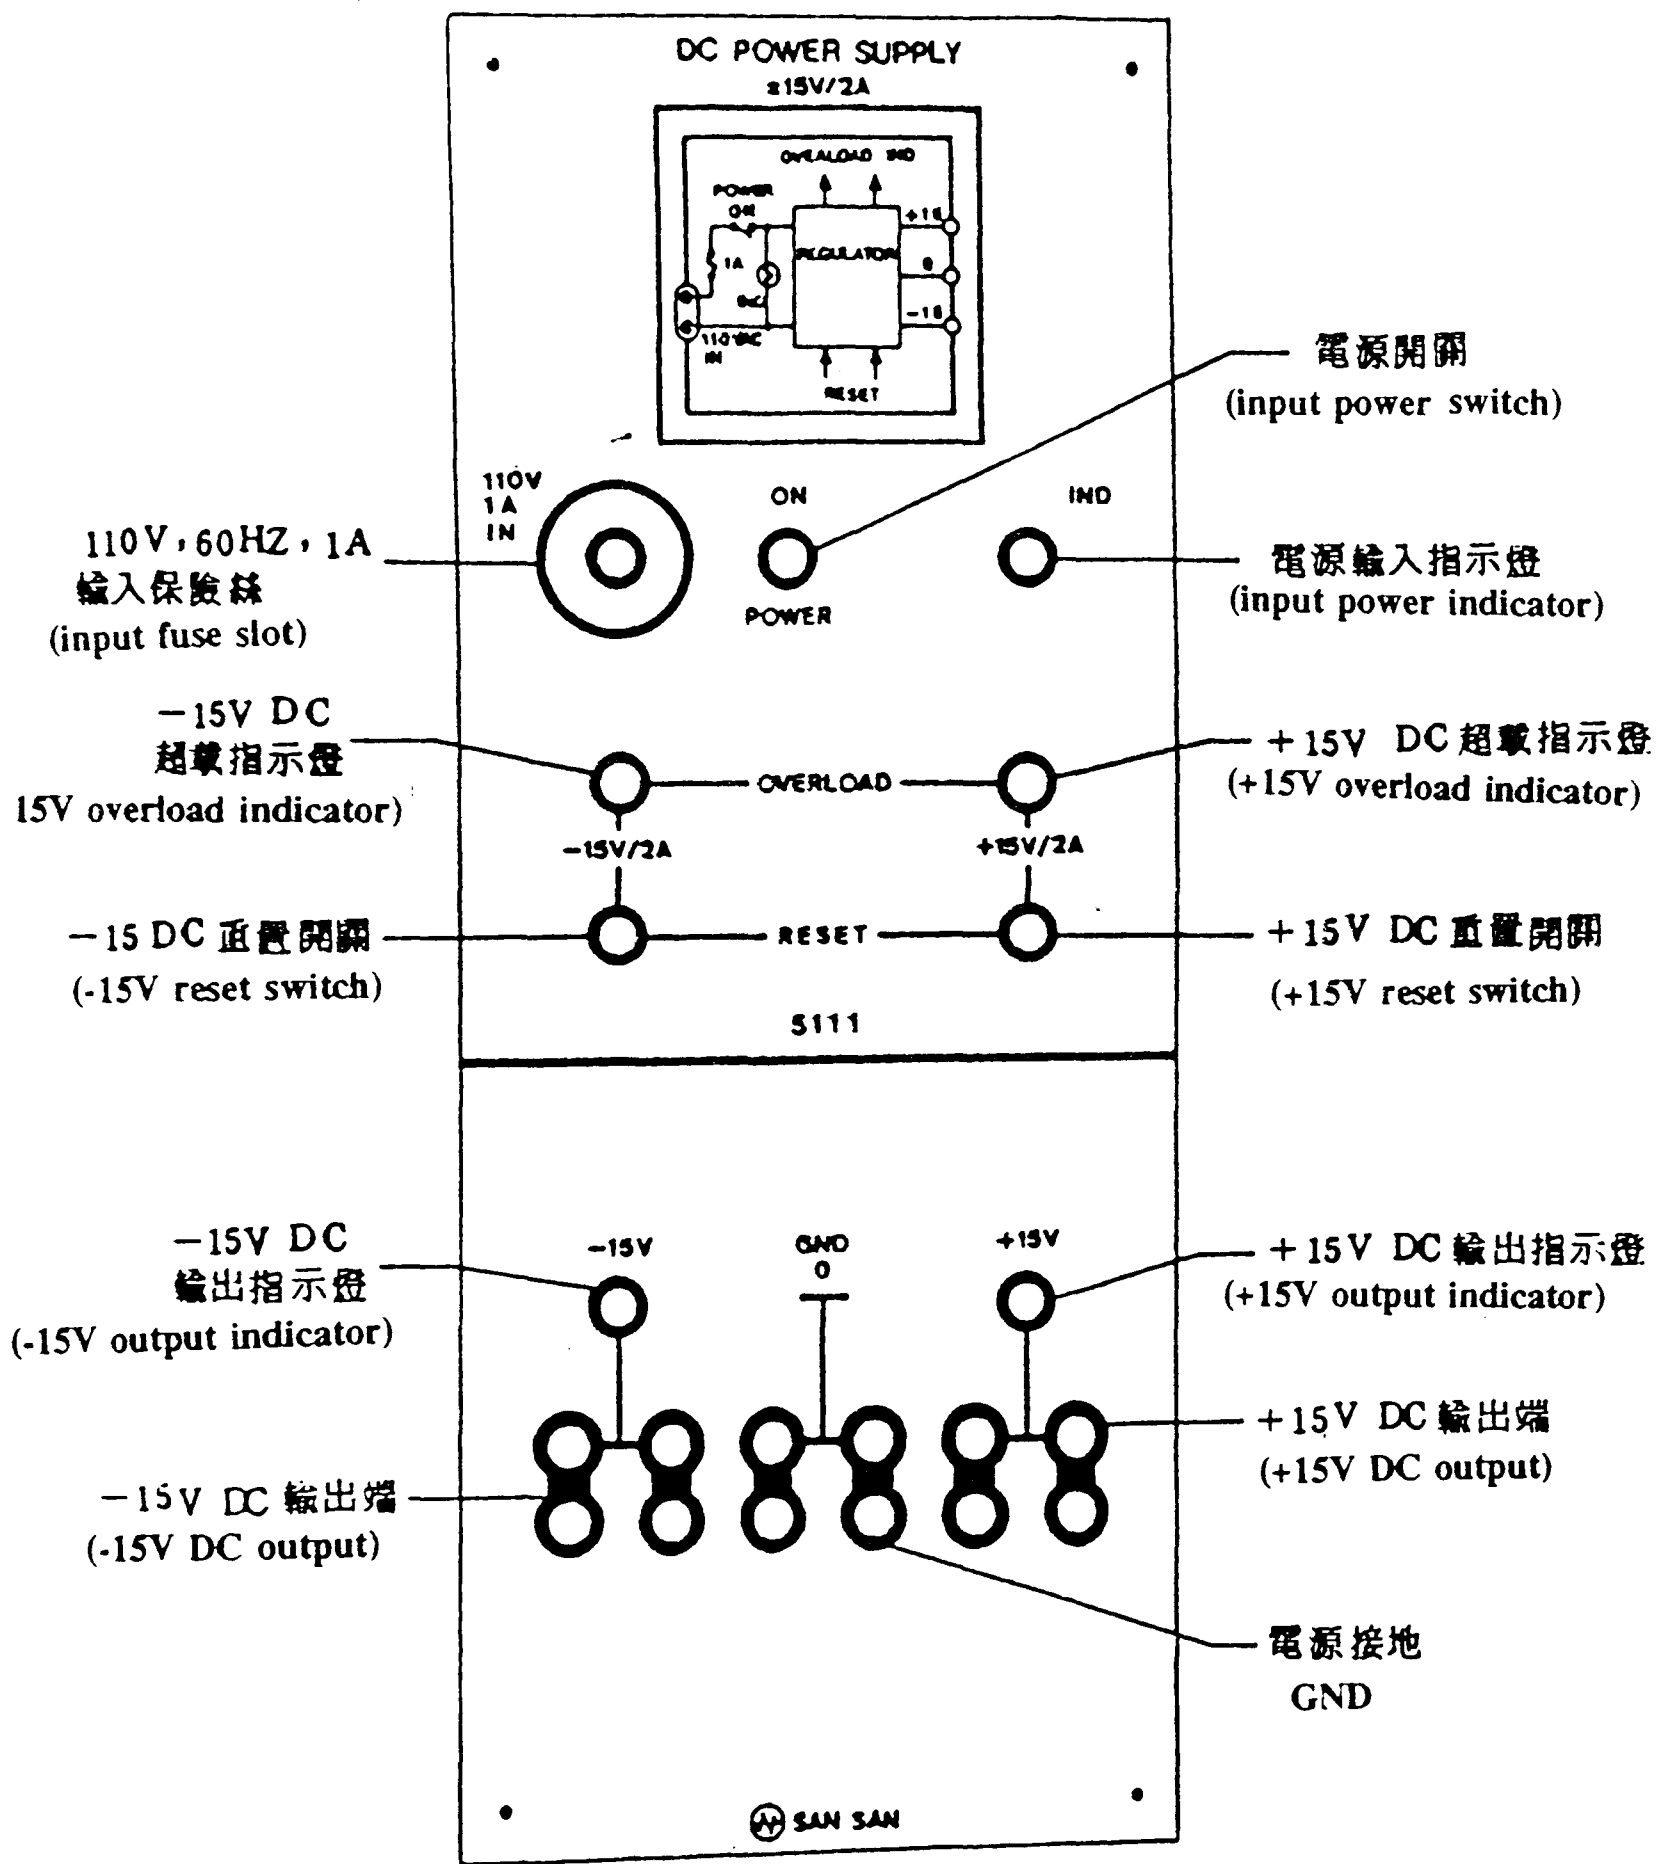 DC POWER SUPPLY
±15V/2A
OVERLOAD IND
POWER
ON
+15
1A
REGULATOR
0
-15
110VAC
IN
RESET
電源開關
(input power switch)
110V
1A
IN
ON
IND
POWER
110V,60HZ,1A
輸入保險絲
(input fuse slot)
電源輸入指示燈
(input power indicator)
-15V DC
超載指示燈
15V overload indicator)
OVERLOAD
+15V DC 超載指示燈
(+15V overload indicator)
-15V/2A
+15V/2A
-15 DC 重置開關
(-15V reset switch)
RESET
+15V DC 重置開關
(+15V reset switch)
5111
-15V DC
輸出指示燈
(-15V output indicator)
-15V
GND
0
+15V
+15V DC 輸出指示燈
(+15V output indicator)
-15V DC 輸出端
(-15V DC output)
+15V DC 輸出端
(+15V DC output)
電源接地
GND
SAN SAN